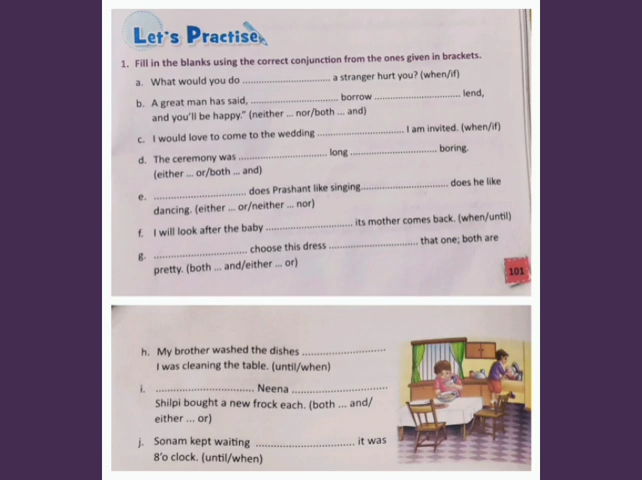 Let's Practise
1. Fill in the blanks using the correct conjunction from the ones given in brackets.
a. What would you do .............................. a stranger hurt you? (when/if)
b. A great man has said, .............................. borrow .............................. lend,
and you'll be happy." (neither ... nor/both ... and)
c. I would love to come to the wedding .............................. I am invited. (when/if)
d. The ceremony was .............................. long .............................. boring.
(either ... or/both ... and)
e. .............................. does Prashant like singing.............................. does he like
dancing. (either ... or/neither ... nor)
f. I will look after the baby .............................. its mother comes back. (when/until)
g. .............................. choose this dress .............................. that one; both are
pretty. (both ... and/either ... or)
101
h. My brother washed the dishes ..............................
I was cleaning the table. (until/when)
i. .............................. Neena ..............................
Shilpi bought a new frock each. (both ... and/
either ... or)
j. Sonam kept waiting .............................. it was
8'o clock. (until/when)